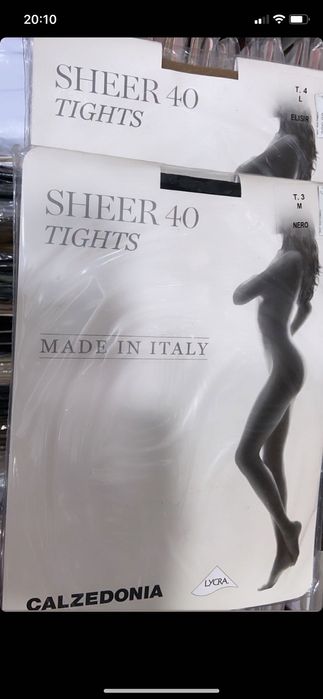 20:10
SHEER 40
TIGHTS
T. 4
L
ELISIR
SHEER 40
TIGHTS
T. 3
M
NERO
MADE IN ITALY
LYCRA
CALZEDONIA